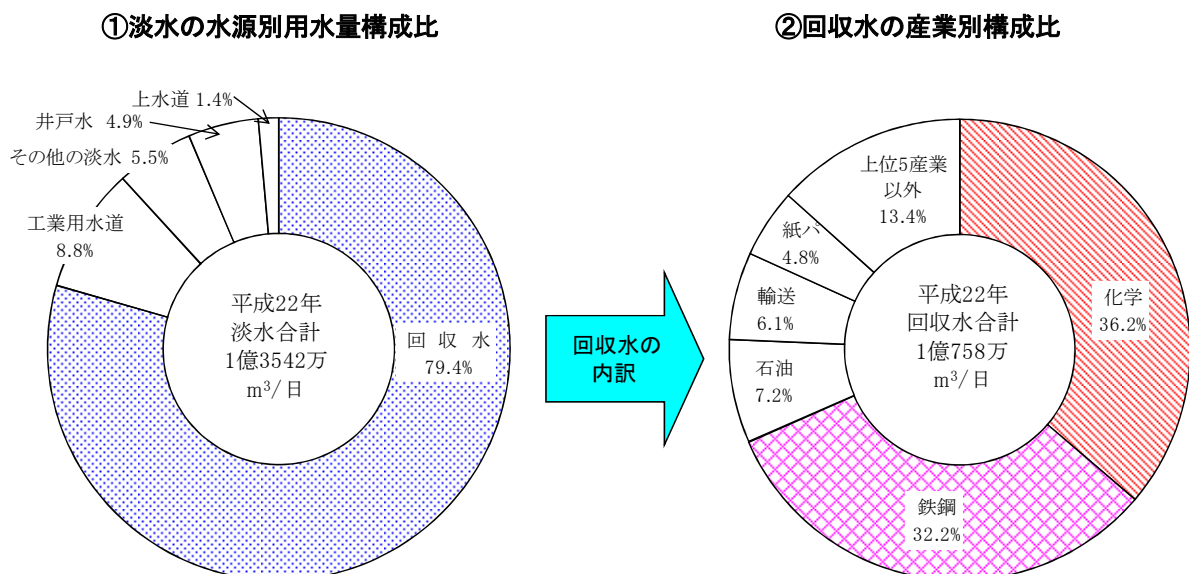 ①淡水の水源別用水量構成比
上水道 1.4%
井戸水 4.9%
その他の淡水 5.5%
工業用水道
8.8%
平成22年
淡水合計
1億3542万
m³/日
回 収 水
79.4%
回収水の
内訳
②回収水の産業別構成比
上位5産業
以外
13.4%
紙パ
4.8%
輸送
6.1%
石油
7.2%
平成22年
回収水合計
1億758万
m³/日
化学
36.2%
鉄鋼
32.2%